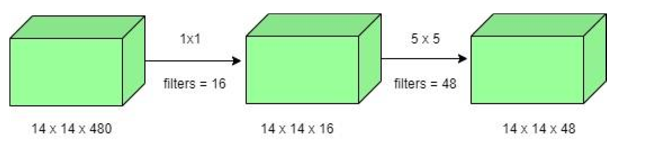 1x1
filters = 16
5 x 5
filters = 48
14 x 14 x 480
14 x 14 x 16
14 x 14 x 48